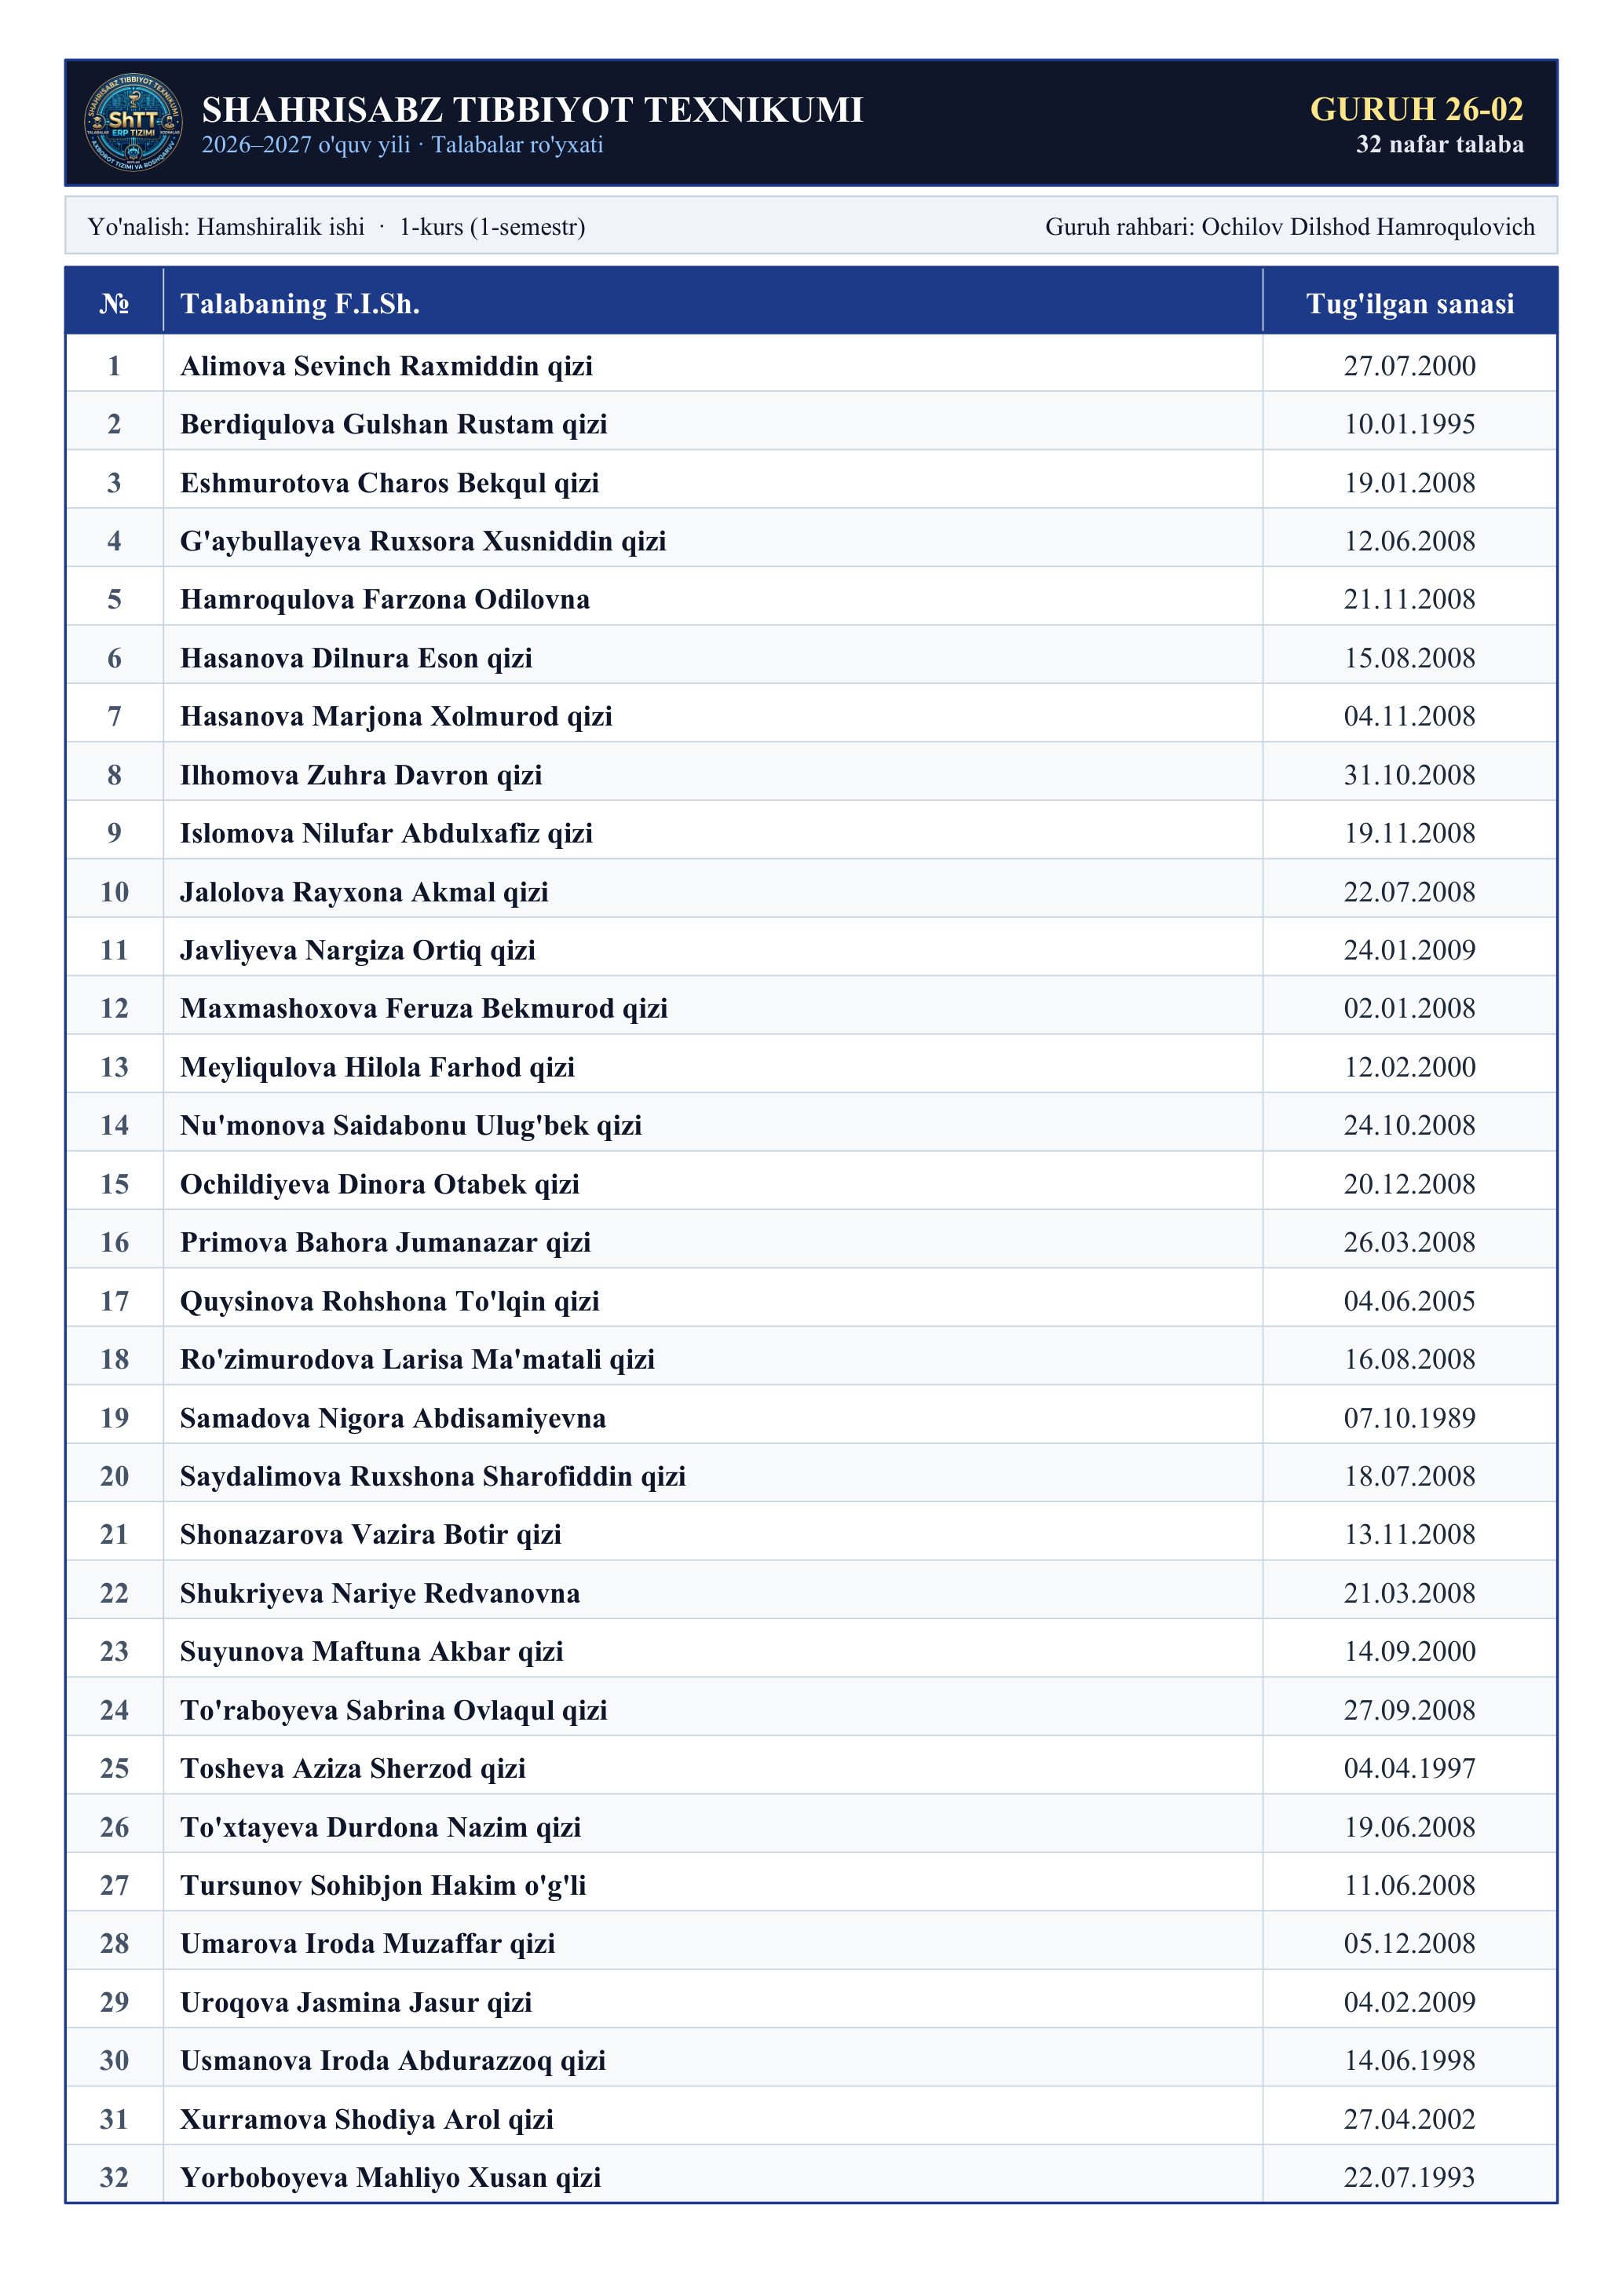 SHAHRISABZ TIBBIYOT TEXNIKUMI
ShTT
ERP TIZIMI
TALABALAR
AXBOROT TIZIMI VA BOSHQARUV
SHAHRISABZ TIBBIYOT TEXNIKUMI
2026–2027 o'quv yili · Talabalar ro'yxati
GURUH 26-02
32 nafar talaba
Yo'nalish: Hamshiralik ishi · 1-kurs (1-semestr)
Guruh rahbari: Ochilov Dilshod Hamroqulovich
№ Talabaning F.I.Sh. Tug'ilgan sanasi
1 Alimova Sevinch Raxmiddin qizi 27.07.2000
2 Berdiqulova Gulshan Rustam qizi 10.01.1995
3 Eshmurotova Charos Bekqul qizi 19.01.2008
4 G'aybullayeva Ruxsora Xusniddin qizi 12.06.2008
5 Hamroqulova Farzona Odilovna 21.11.2008
6 Hasanova Dilnura Eson qizi 15.08.2008
7 Hasanova Marjona Xolmurod qizi 04.11.2008
8 Ilhomova Zuhra Davron qizi 31.10.2008
9 Islomova Nilufar Abdulxafiz qizi 19.11.2008
10 Jalolova Rayxona Akmal qizi 22.07.2008
11 Javliyeva Nargiza Ortiq qizi 24.01.2009
12 Maxmashoxova Feruza Bekmurod qizi 02.01.2008
13 Meyliqulova Hilola Farhod qizi 12.02.2000
14 Nu'monova Saidabonu Ulug'bek qizi 24.10.2008
15 Ochildiyeva Dinora Otabek qizi 20.12.2008
16 Primova Bahora Jumanazar qizi 26.03.2008
17 Quysinova Rohshona To'lqin qizi 04.06.2005
18 Ro'zimurodova Larisa Ma'matali qizi 16.08.2008
19 Samadova Nigora Abdisamiyevna 07.10.1989
20 Saydalimova Ruxshona Sharofiddin qizi 18.07.2008
21 Shonazarova Vazira Botir qizi 13.11.2008
22 Shukriyeva Nariye Redvanovna 21.03.2008
23 Suyunova Maftuna Akbar qizi 14.09.2000
24 To'raboyeva Sabrina Ovlaqul qizi 27.09.2008
25 Tosheva Aziza Sherzod qizi 04.04.1997
26 To'xtayeva Durdona Nazim qizi 19.06.2008
27 Tursunov Sohibjon Hakim o'g'li 11.06.2008
28 Umarova Iroda Muzaffar qizi 05.12.2008
29 Uroqova Jasmina Jasur qizi 04.02.2009
30 Usmanova Iroda Abdurazzoq qizi 14.06.1998
31 Xurramova Shodiya Arol qizi 27.04.2002
32 Yorboboyeva Mahliyo Xusan qizi 22.07.1993